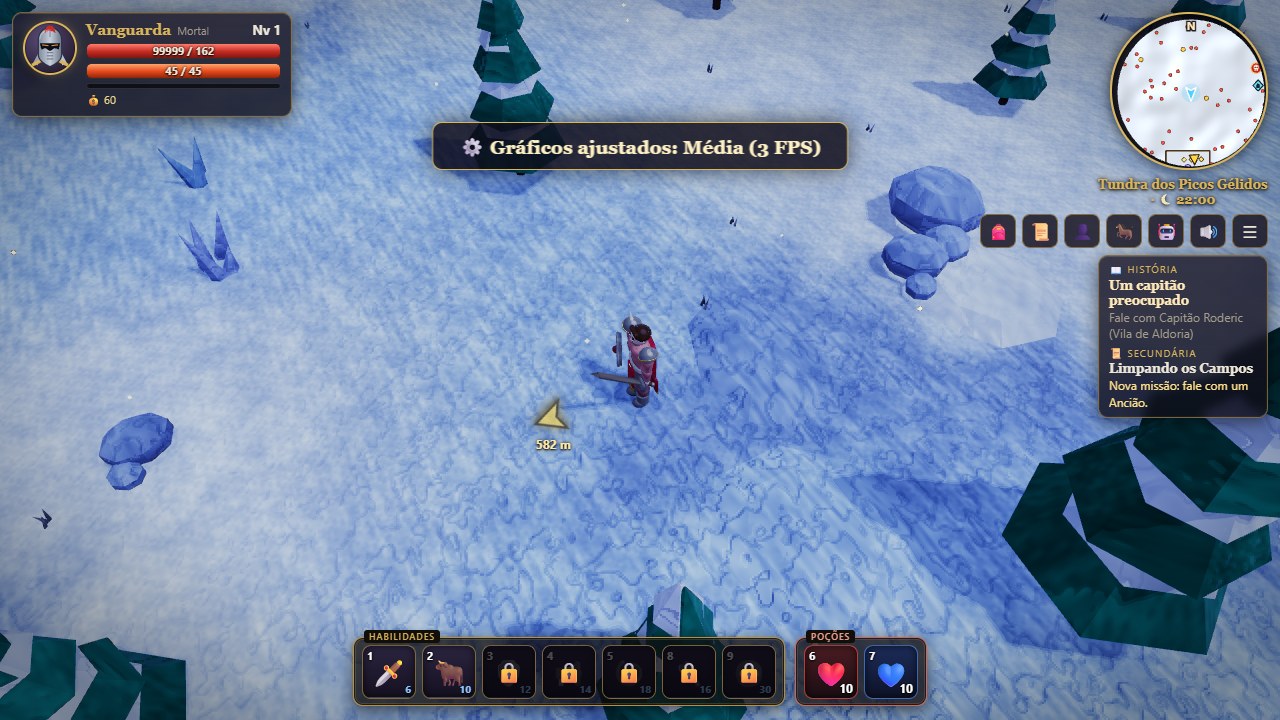 Vanguarda Mortal Nv 1
99999 / 162
45 / 45
60
Gráficos ajustados: Média (3 FPS)
N
Tundra dos Picos Gélidos
· 22:00
HISTÓRIA
Um capitão
preocupado
Fale com Capitão Roderic
(Vila de Aldoria)
SECUNDÁRIA
Limpando os Campos
Nova missão: fale com um
Ancião.
582 m
HABILIDADES
1 6
2 10
3 12
4 14
5 18
8 16
9 30
POÇÕES
6 10
7 10